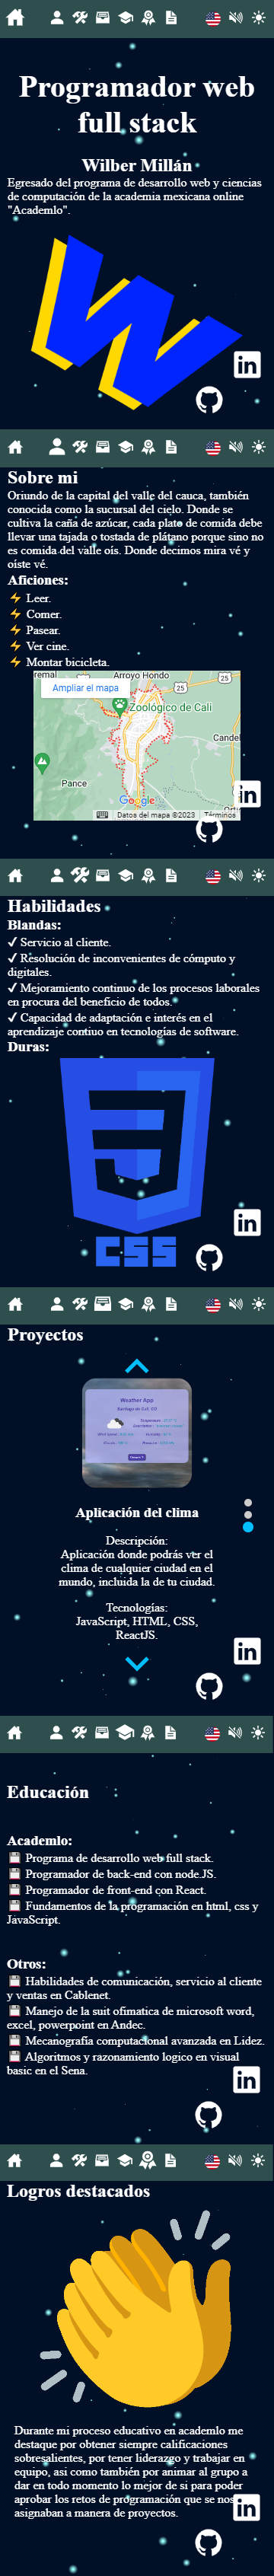 Programador web
full stack
Wilber Millán
Egresado del programa de desarrollo web y ciencias
de computación de la academia mexicana online
"Academlo".
W
in
Sobre mi
Oriundo de la capital del valle del cauca, también
conocida como la sucursal del cielo. Donde se
cultiva la caña de azúcar, cada plato de comida debe
llevar una tajada o tostada de plátano porque sino no
es comida del valle oís. Donde decimos mira vé y
oíste vé.
Aficiones:
⚡ Leer.
⚡ Comer.
⚡ Pasear.
⚡ Ver cine.
⚡ Montar bicicleta.
remal
Arroyo Hondo
25
Ampliar el mapa
Zoológico de Cali
25
Candel
Pance
Google
Datos del mapa ©2023
Términos
in
Habilidades
Blandas:
✓ Servicio al cliente.
✓ Resolución de inconvenientes de cómputo y
digitales.
✓ Mejoramiento continuo de los procesos laborales
en procura del beneficio de todos.
✓ Capacidad de adaptación e interés en el
aprendizaje contiuo en tecnologías de software.
Duras:
CSS
in
Proyectos
Weather App
Aplicación del clima
Descripción:
Aplicación donde podrás ver el
clima de cualquier ciudad en el
mundo, incluida la de tu ciudad.
Tecnologías:
JavaScript, HTML, CSS,
ReactJS.
in
Educación
Academlo:
💾 Programa de desarrollo web full stack.
💾 Programador de back-end con node.JS.
💾 Programador de front-end con React.
💾 Fundamentos de la programación en html, css y
JavaScript.
Otros:
💾 Habilidades de comunicación, servicio al cliente
y ventas en Cablenet.
💾 Manejo de la suit ofimatica de microsoft word,
excel, powerpoint en Andec.
💾 Mecanografía computacional avanzada en Lidez.
💾 Algoritmos y razonamiento logico en visual
basic en el Sena.
in
Logros destacados
Durante mi proceso educativo en academlo me
destaque por obtener siempre calificaciones
sobresalientes, por tener liderazgo y trabajar en
equipo, asi como también por animar al grupo a
dar en todo momento lo mejor de si para poder
aprobar los retos de programación que se nos
asignaban a manera de proyectos.
in